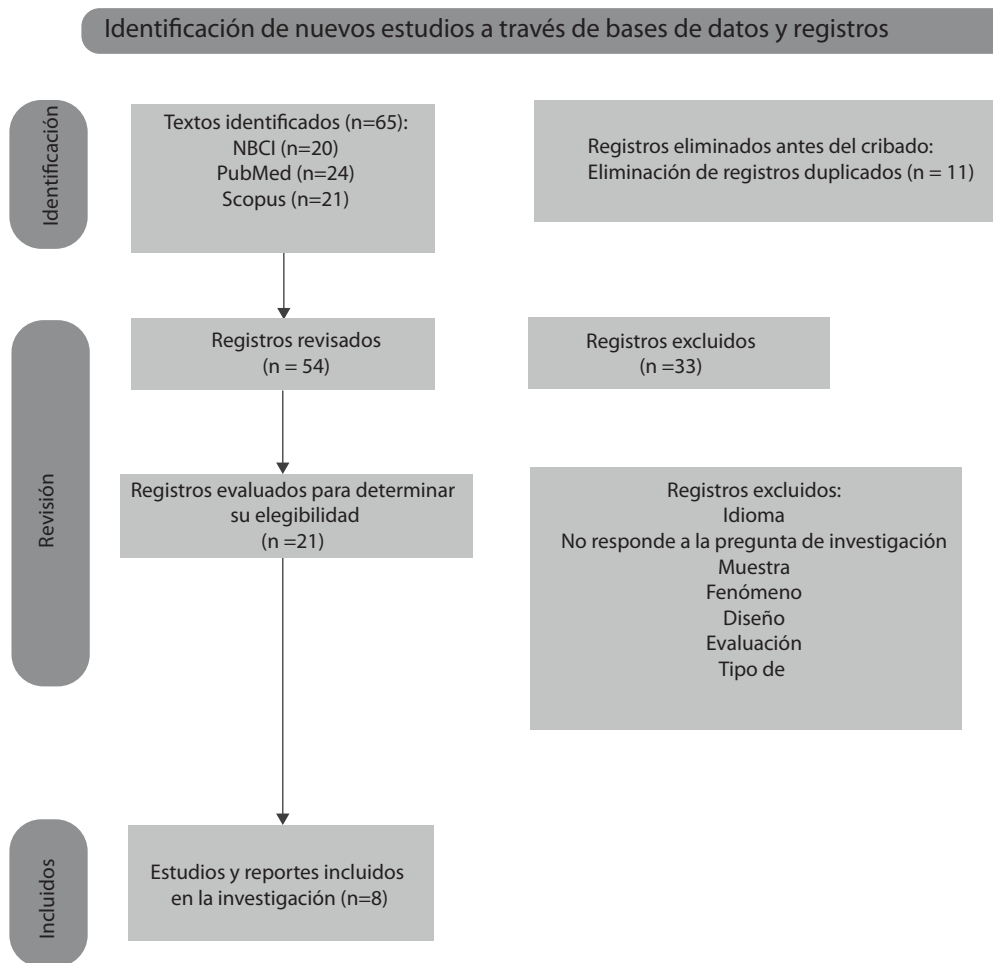 Identificación de nuevos estudios a través de bases de datos y registros
Identificación
Textos identificados (n=65):
NBCI (n=20)
PubMed (n=24)
Scopus (n=21)
Registros eliminados antes del cribado:
Eliminación de registros duplicados (n = 11)
Revisión
Registros revisados
(n = 54)
Registros excluidos
(n =33)
Registros evaluados para determinar
su elegibilidad
(n =21)
Registros excluidos:
Idioma
No responde a la pregunta de investigación
Muestra
Fenómeno
Diseño
Evaluación
Tipo de
Incluidos
Estudios y reportes incluidos
en la investigación (n=8)